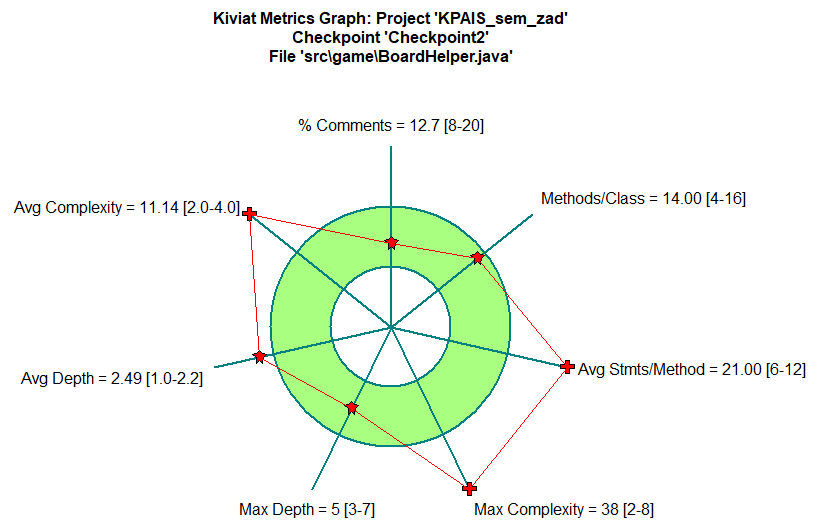 Kiviat Metrics Graph: Project 'KPAIS_sem_zad'
Checkpoint 'Checkpoint2'
File 'src\game\BoardHelper.java'
% Comments = 12.7 [8-20]
Methods/Class = 14.00 [4-16]
Avg Complexity = 11.14 [2.0-4.0]
Avg Stmts/Method = 21.00 [6-12]
Avg Depth = 2.49 [1.0-2.2]
Max Depth = 5 [3-7]
Max Complexity = 38 [2-8]